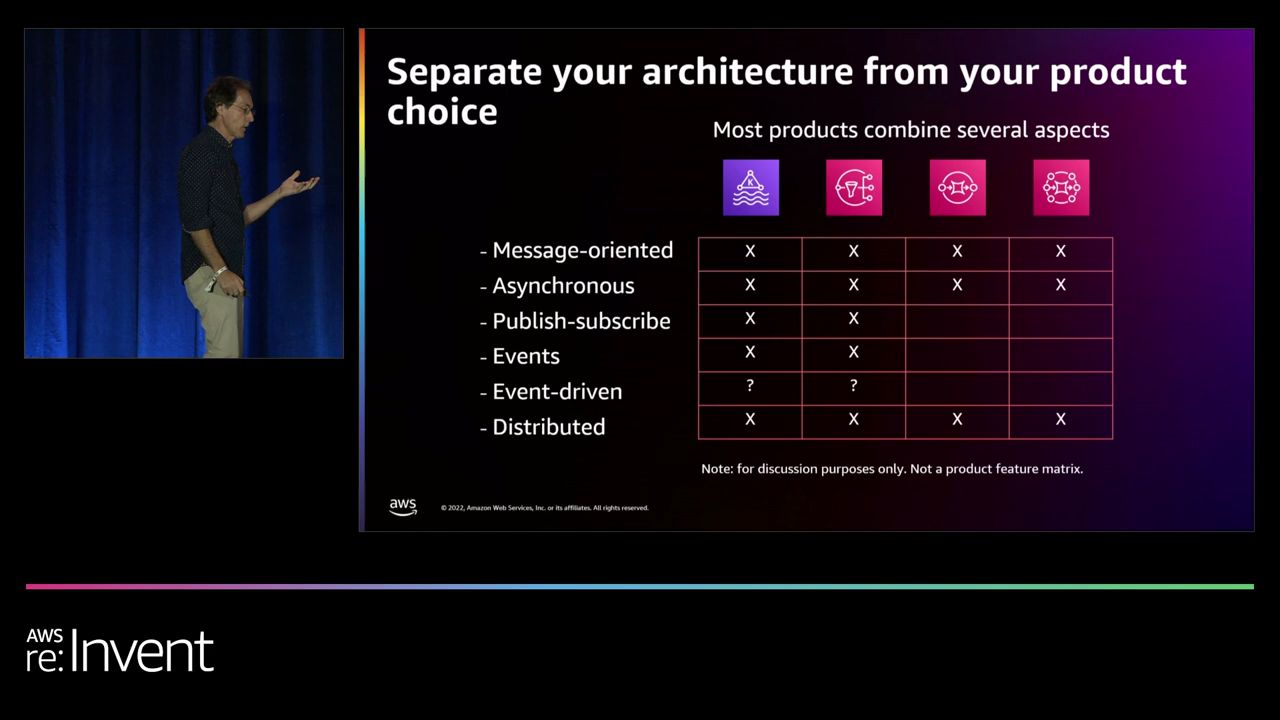 Separate your architecture from your product
choice
Most products combine several aspects
K
- Message-oriented X X X X
- Asynchronous X X X X
- Publish-subscribe X X
- Events X X
- Event-driven ? ?
- Distributed X X X X
Note: for discussion purposes only. Not a product feature matrix.
aws © 2022, Amazon Web Services, Inc. or its affiliates. All rights reserved.
AWS
re:Invent